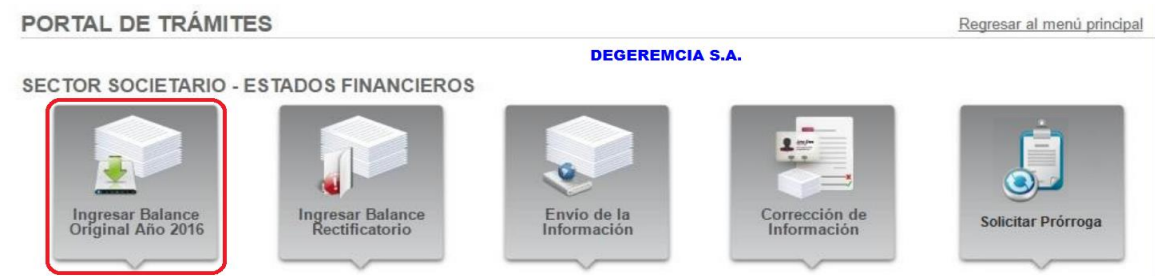 PORTAL DE TRÁMITES
Regresar al menú principal
DEGEREMCIA S.A.
SECTOR SOCIETARIO - ESTADOS FINANCIEROS
Ingresar Balance
Original Año 2016
Ingresar Balance
Rectificatorio
Envío de la
Información
Corrección de
Información
Solicitar Prórroga